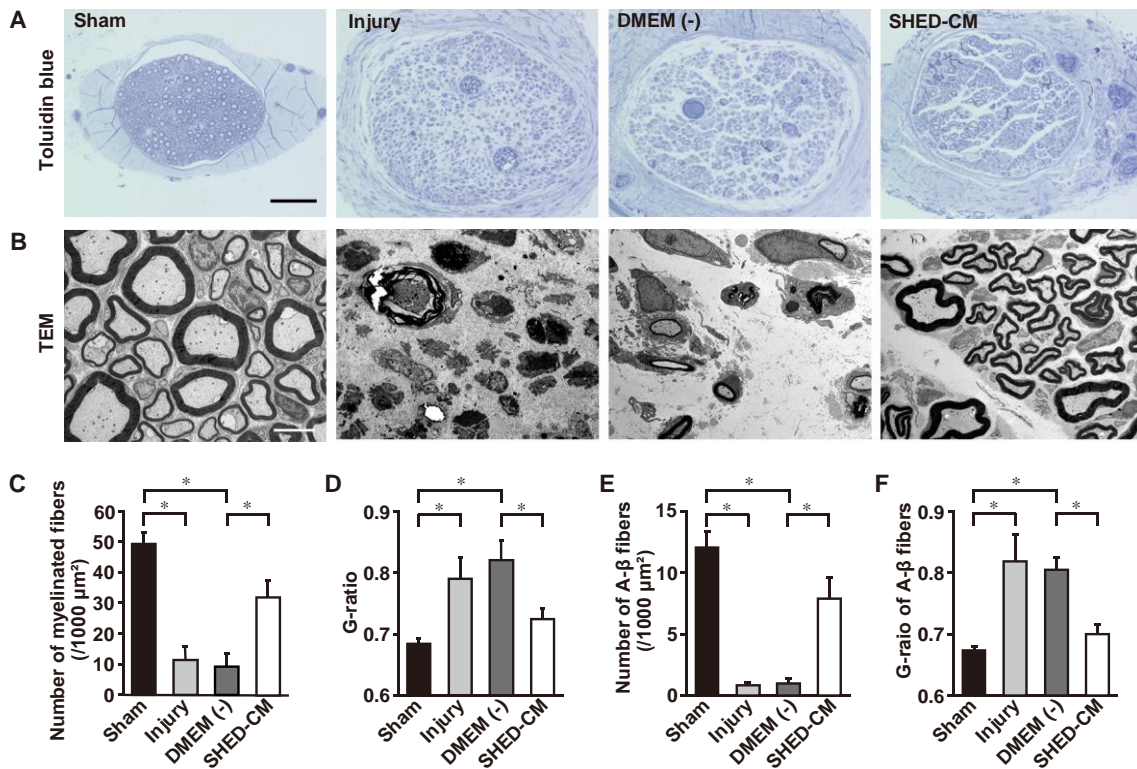 A
Sham
Injury
DMEM (-)
SHED-CM
Toluidin blue
B
TEM
C
Number of myelinated fibers
(/1000 µm²)
60
50
40
30
20
10
0
*
*
*
Sham
Injury
DMEM (-)
SHED-CM
D
G-ratio
0.9
0.8
0.7
0.6
*
*
*
Sham
Injury
DMEM (-)
SHED-CM
E
Number of A-β fibers
(/1000 µm²)
15
10
5
0
*
*
*
Sham
Injury
DMEM (-)
SHED-CM
F
G-raio of A-β fibers
0.9
0.8
0.7
0.6
*
*
*
Sham
Injury
DMEM (-)
SHED-CM